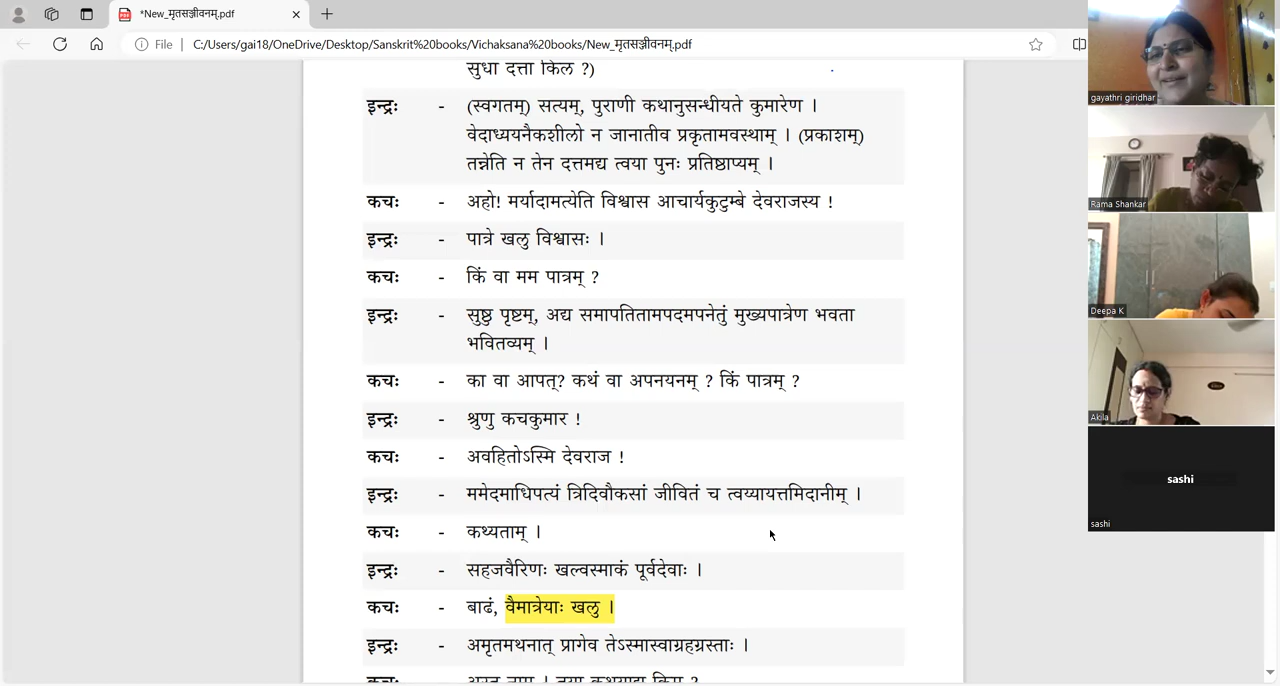 *New_मृतसञ्जीवनम्.pdf
File | C:/Users/gai18/OneDrive/Desktop/Sanskrit%20books/Vichaksana%20books/New_मृतसञ्जीवनम्.pdf
सुधा दत्ता किल ?)
इन्द्रः - (स्वगतम्) सत्यम्, पुराणी कथानुसन्धीयते कुमारेण ।
वेदाध्ययनैकशीलो न जानातीव प्रकृतामवस्थाम् । (प्रकाशम्)
तन्नेति न तेन दत्तमद्य त्वया पुनः प्रतिष्ठाप्यम् ।
कचः - अहो! मर्यादामत्येति विश्वास आचार्यकुटुम्बे देवराजस्य !
इन्द्रः - पात्रे खलु विश्वासः ।
कचः - किं वा मम पात्रम् ?
इन्द्रः - सुष्ठु पृष्टम्, अद्य समापतितामपदमपनेतुं मुख्यपात्रेण भवता
भवितव्यम् ।
कचः - का वा आपत्? कथं वा अपनयनम् ? किं पात्रम् ?
इन्द्रः - श्रुणु कचकुमार !
कचः - अवहितोऽस्मि देवराज !
इन्द्रः - ममेदमाधिपत्यं त्रिदिवौकसां जीवितं च त्वय्यायत्तमिदानीम् ।
कचः - कथ्यताम् ।
इन्द्रः - सहजवैरिणः खल्वस्माकं पूर्वदेवाः ।
कचः - बाढं, वैमात्रेयाः खलु ।
इन्द्रः - अमृतमथनात् प्रागेव तेऽस्मास्वाग्रहग्रस्ताः ।
gayathri giridhar
Rama Shankar
Deepa K
Akila
sashi
sashi